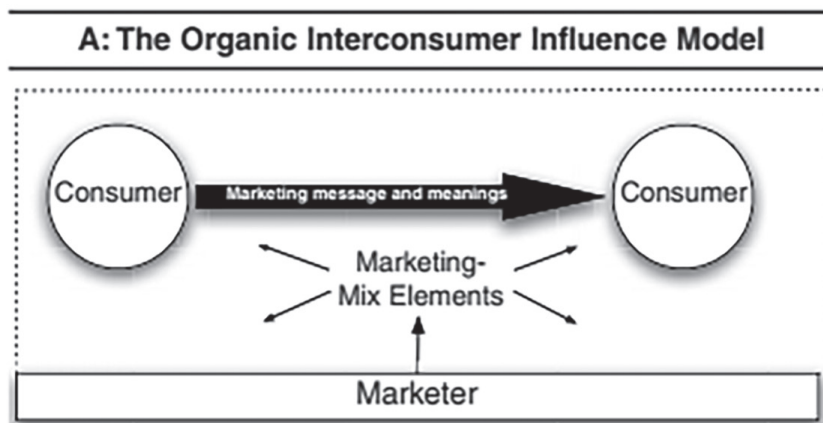 A: The Organic Interconsumer Influence Model
Consumer
Marketing message and meanings
Consumer
Marketing-
Mix Elements
Marketer